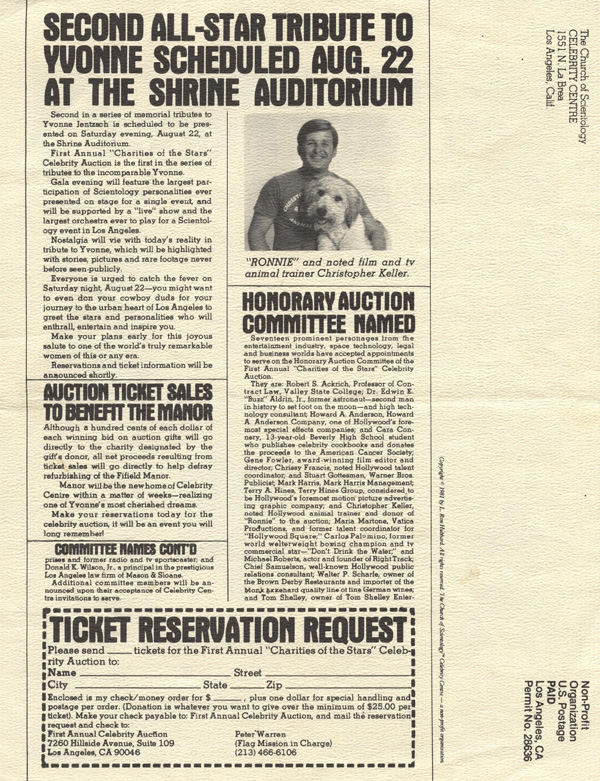 SECOND ALL-STAR TRIBUTE TO
YVONNE SCHEDULED AUG. 22
AT THE SHRINE AUDITORIUM
Second in a series of memorial tributes to
Yvonne Jentzsch is scheduled to be pres-
ented on Saturday evening, August 22, at
the Shrine Auditorium.
First Annual "Charities of the Stars"
Celebrity Auction is the first in the series of
tributes to the incomparable Yvonne.
Gala evening will feature the largest par-
ticipation of Scientology personalities ever
presented on stage for a single event, and
will be supported by a "live" show and the
largest orchestra ever to play for a Scientol-
ogy event in Los Angeles.
Nostalgia will vie with today's reality in
tribute to Yvonne, which will be highlighted
with stories, pictures and rare footage never
before seen publicly.
Everyone is urged to catch the fever on
Saturday night, August 22—you might want
to even don your cowboy duds for your
journey to the urban heart of Los Angeles to
greet the stars and personalities who will
enthrall, entertain and inspire you.
Make your plans early for this joyous
salute to one of the world's truly remarkable
women of this or any era.
Reservations and ticket information will be
announced shortly.
AUCTION TICKET SALES
TO BENEFIT THE MANOR
Although a hundred cents of each dollar of
each winning bid on auction gifts will go
directly to the charity designated by the
gift's donor, all net proceeds resulting from
ticket sales will go directly to help defray
refurbishing of the Fifield Manor.
Manor will be the new home of Celebrity
Centre within a matter of weeks—realizing
one of Yvonne's most cherished dreams.
Make your reservations today for the
celebrity auction, it will be an event you will
long remember!
COMMITTEE NAMES CONT'D
prises and former radio and tv sportscaster; and
Donald K. Wilson, Jr., a principal in the prestigious
Los Angeles law firm of Mason & Sloane.
Additional committee members will be an-
nounced upon their acceptance of Celebrity Cen-
tre invitations to serve.
"RONNIE" and noted film and tv
animal trainer Christopher Keller.
HONORARY AUCTION
COMMITTEE NAMED
Seventeen prominent personages from the
entertainment industry, space technology, legal
and business worlds have accepted appointments
to serve on the Honorary Auction Committee of the
First Annual "Charities of the Stars" Celebrity
Auction.
They are: Robert S. Ackrich, Professor of Con-
tract Law, Valley State College; Dr. Edwin E.
"Buzz" Aldrin, Jr., former astronaut—second man
in history to set foot on the moon—and high tech-
nology consultant; Howard A. Anderson, Howard
A. Anderson Company, one of Hollywood's fore-
most special effects companies; and Cara Con-
nery, 13-year-old Beverly High School student
who publishes celebrity cookbooks and donates
the proceeds to the American Cancer Society;
Gene Fowler, award-winning film editor and
director; Chrissy Francis, noted Hollywood talent
coordinator; and Stuart Gottesman, Warner Bros.
Publicist; Mark Harris, Mark Harris Management;
Terry A. Hines, Terry Hines Group, considered to
be Hollywood's foremost motion picture advertis-
ing graphic company; and Christopher Keller,
noted Hollywood animal trainer and donor of
"Ronnie" to the auction; Maria Martone, Vatica
Productions, and former talent coordinator for
"Hollywood Square;" Carlos Palomino, former
world welterweight boxing champion and tv
commercial star—"Don't Drink the Water," and
Michael Roberts, actor and founder of Right Track;
Chief Samuelson, well-known Hollywood public
relations consultant; Walter P. Scharfe, owner of
the Brown Derby Restaurants and importer of the
quality line of fine German wines;
and Tom Shelley, owner of Tom Shelley Enter-
TICKET RESERVATION REQUEST
Please send ____ tickets for the First Annual "Charities of the Stars" Celeb-
rity Auction to:
Name ____ Street ____
City ____ State ____ Zip ____
Enclosed is my check/money order for $ ____, plus one dollar for special handling and
postage per order. (Donation is whatever you want to give over the minimum of $25.00 per
ticket). Make your check payable to: First Annual Celebrity Auction, and mail the reservation
request and check to:
First Annual Celebrity Auction
7260 Hillside Avenue, Suite 109
Los Angeles, CA 90046
Peter Warren
(Flag Mission in Charge)
(213) 466-6106
The Church of Scientology
CELEBRITY CENTRE
1551 N. La Brea
Los Angeles, Calif.
Copyright © 1981 by L. Ron Hubbard. All rights reserved. The Church of Scientology™ Celebrity Centre — a non-profit organization.
Non-Profit
Organization
U.S. Postage
PAID
Los Angeles, CA
Permit No. 28636